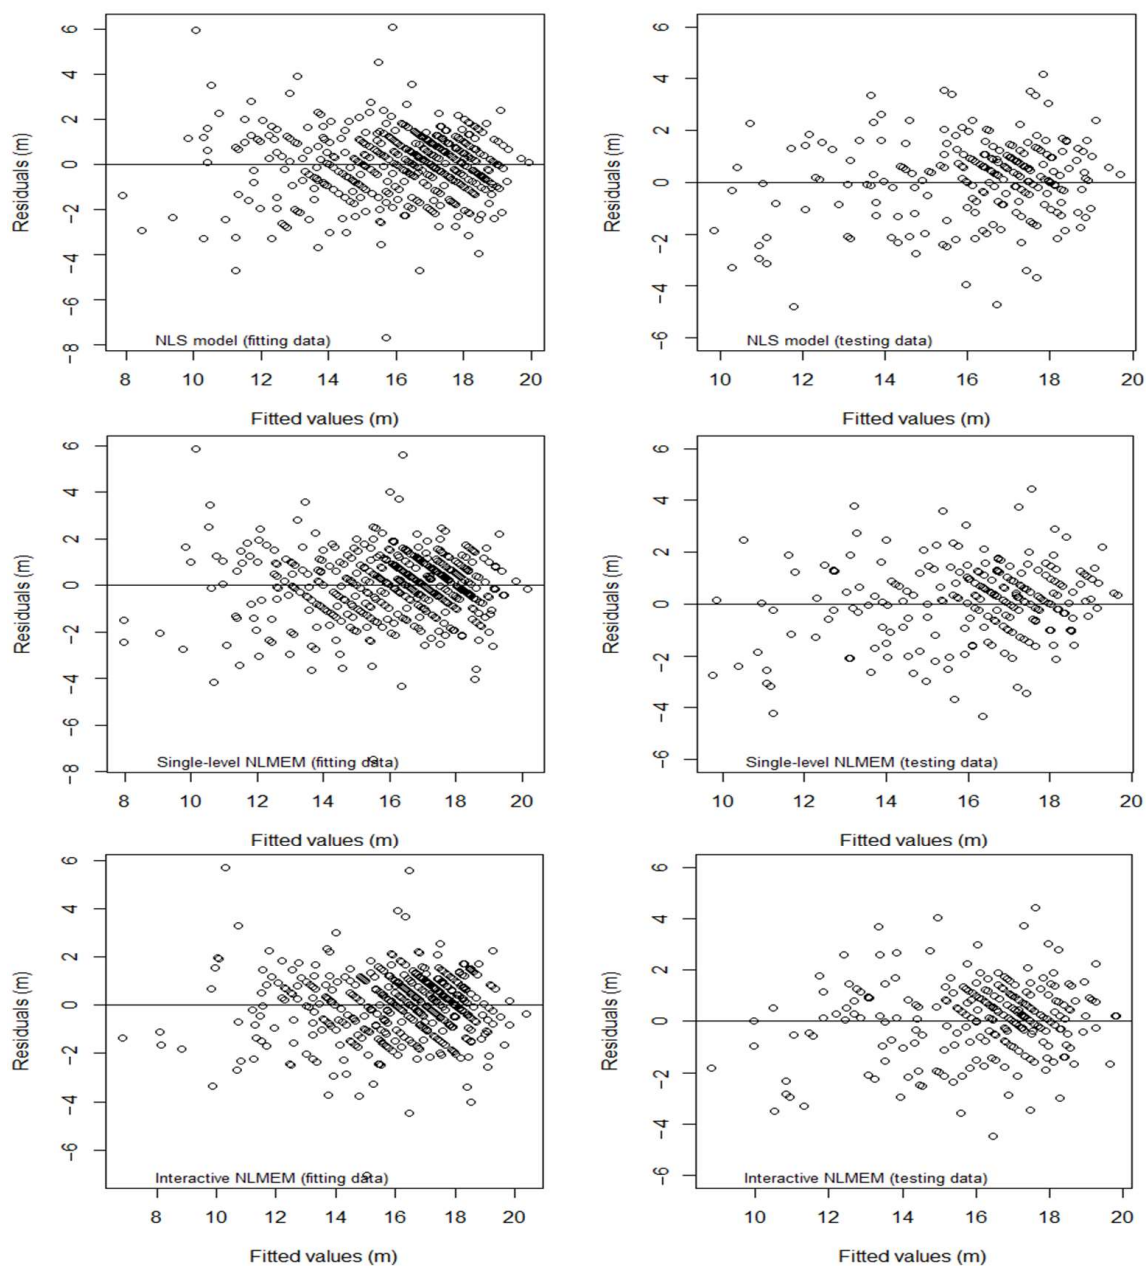 6
4
2
0
−2
−4
−6
−8
Residuals (m)
NLS model (fitting data)
8 10 12 14 16 18 20
Fitted values (m)
6
4
2
0
−2
−4
−6
Residuals (m)
NLS model (testing data)
10 12 14 16 18 20
Fitted values (m)
6
4
2
0
−2
−4
−6
−8
Residuals (m)
Single-level NLMEM (fitting data)
8 10 12 14 16 18 20
Fitted values (m)
6
4
2
0
−2
−4
−6
Residuals (m)
Single-level NLMEM (testing data)
10 12 14 16 18 20
Fitted values (m)
6
4
2
0
−2
−4
−6
Residuals (m)
Interactive NLMEM (fitting data)
8 10 12 14 16 18 20
Fitted values (m)
6
4
2
0
−2
−4
−6
Residuals (m)
Interactive NLMEM (testing data)
10 12 14 16 18 20
Fitted values (m)